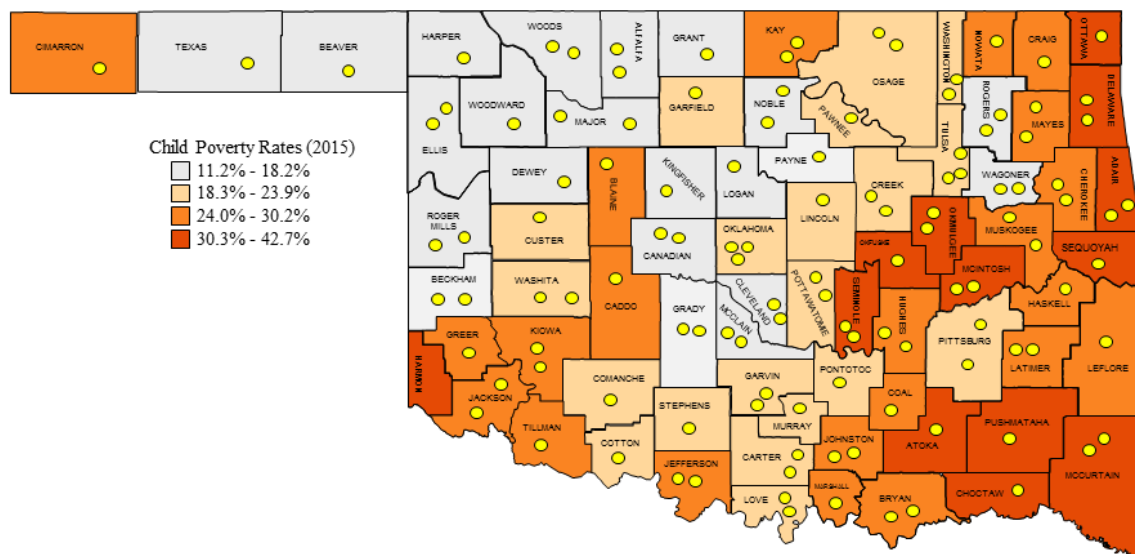 CIMARRON
TEXAS
BEAVER
HARPER
WOODS
ALFALFA
GRANT
KAY
OSAGE
WASHINGTON
NOWATA
CRAIG
OTTAWA
DELAWARE
WOODWARD
MAJOR
GARFIELD
NOBLE
PAWNEE
ROGERS
MAYES
ELLIS
TULSA
Child Poverty Rates (2015)
11.2% - 18.2%
18.3% - 23.9%
24.0% - 30.2%
30.3% - 42.7%
DEWEY
BLAINE
KINGFISHER
LOGAN
PAYNE
CREEK
WAGONER
CHEROKEE
ADAIR
ROGER
MILLS
CUSTER
CANADIAN
OKLAHOMA
LINCOLN
OKFUSKE
OKMULGEE
MUSKOGEE
SEQUOYAH
BECKHAM
WASHITA
CADDO
GRADY
CLEVELAND
MCCLAIN
POTTAWATOMIE
SEMINOLE
HUGHES
MCINTOSH
HASKELL
GREER
KIOWA
PITTSBURG
LATIMER
LEFLORE
HARMON
JACKSON
COMANCHE
GARVIN
PONTOTOC
COAL
STEPHENS
MURRAY
TILLMAN
COTTON
JEFFERSON
CARTER
JOHNSTON
ATOKA
PUSHMATAHA
MCCURTAIN
LOVE
MARSHALL
BRYAN
CHOCTAW